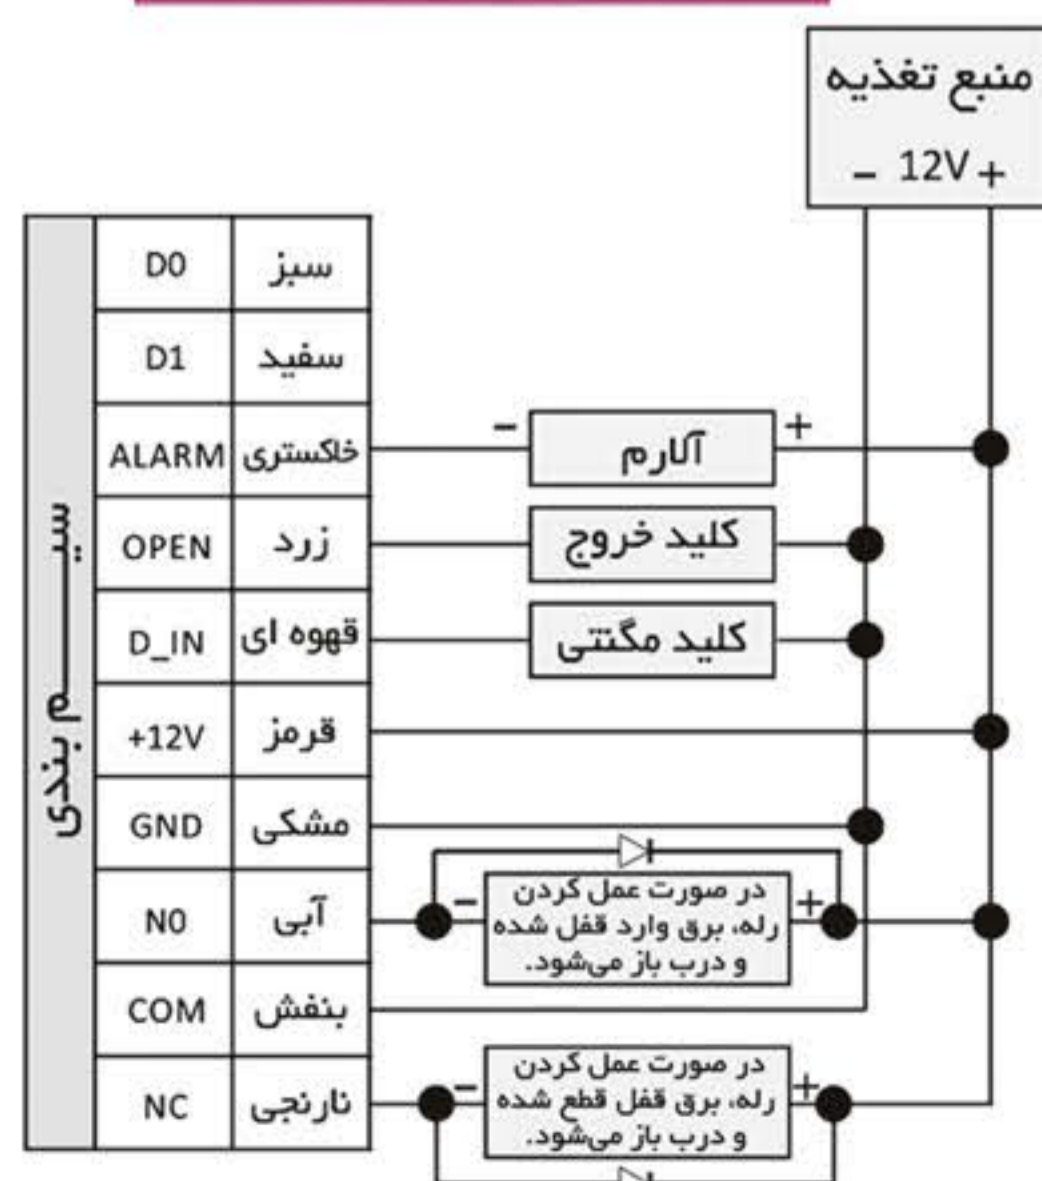 منبع تغذیه
- 12V +
سیـــــــم بندی
D0 سبز
D1 سفید
ALARM خاکستری
- آلارم +
OPEN زرد
کلید خروج
D_IN قهوه ای
کلید مگنتی
+12V قرمز
GND مشکی
N0 آبی
- +
در صورت عمل کردن
رله، برق وارد قفل شده
و درب باز می‌شود.
COM بنفش
NC نارنجی
- +
در صورت عمل کردن
رله، برق قفل قطع شده
و درب باز می‌شود.